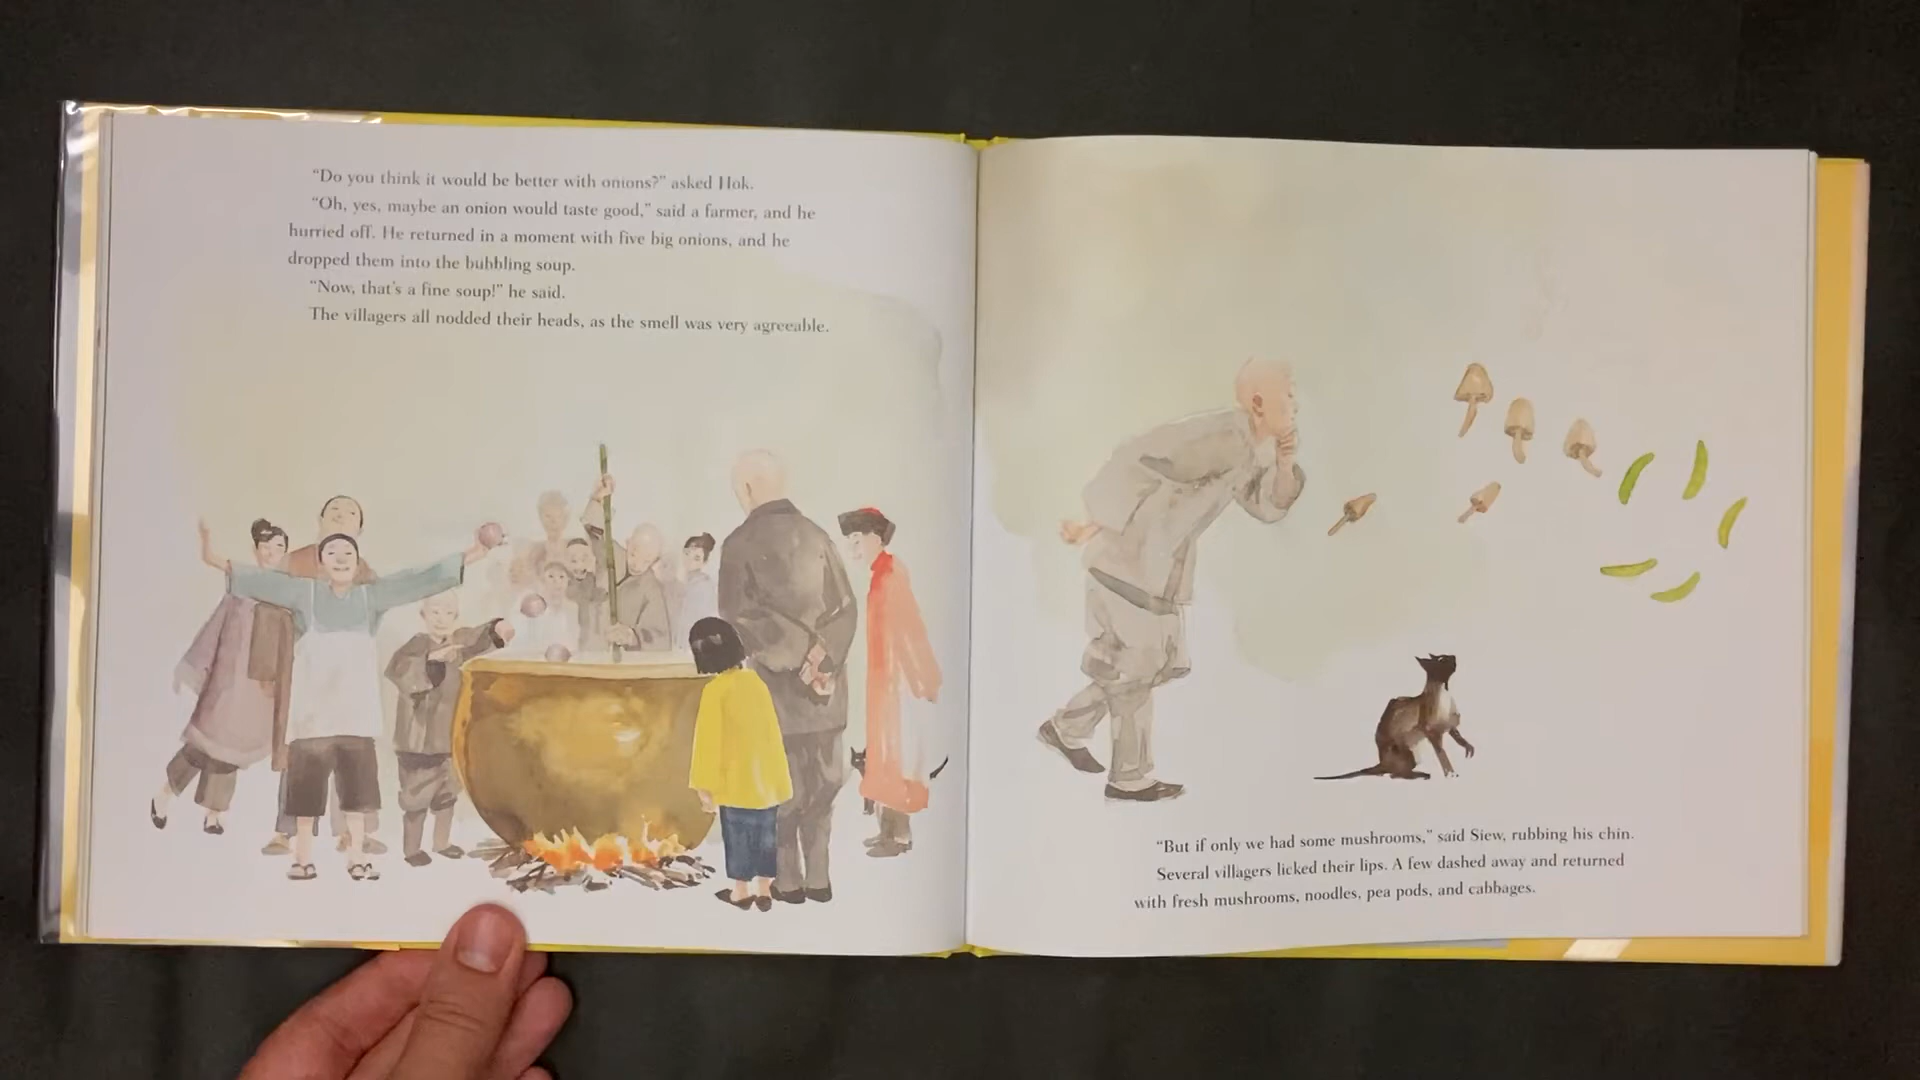 “Do you think it would be better with onions?” asked Hok.
“Oh, yes, maybe an onion would taste good,” said a farmer, and he
hurried off. He returned in a moment with five big onions, and he
dropped them into the bubbling soup.
“Now, that’s a fine soup!” he said.
The villagers all nodded their heads, as the smell was very agreeable.
“But if only we had some mushrooms,” said Siew, rubbing his chin.
Several villagers licked their lips. A few dashed away and returned
with fresh mushrooms, noodles, pea pods, and cabbages.